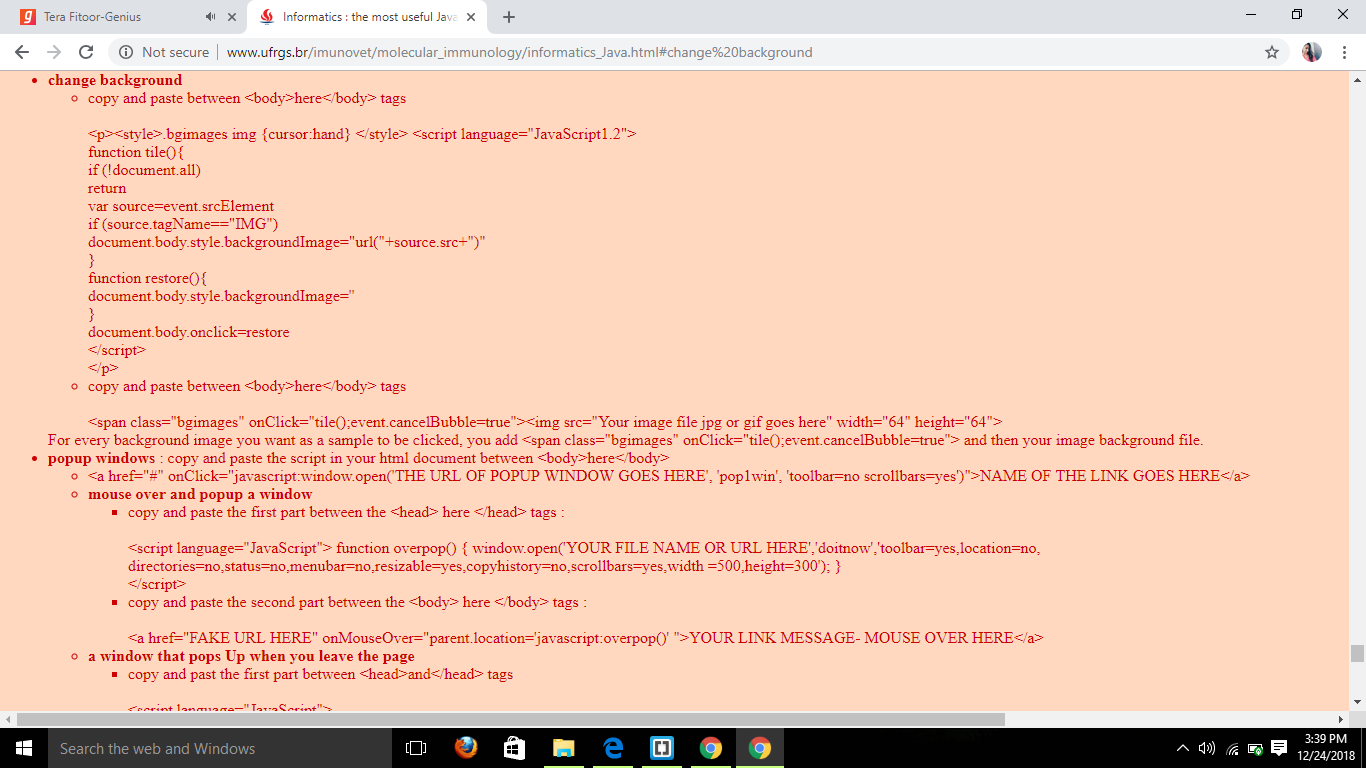 Tera Fitoor-Genius
Informatics : the most useful Java
Not secure
www.ufrgs.br/imunovet/molecular_immunology/informatics_Java.html#change%20background
change background
copy and paste between <body>here</body> tags
<p><style>.bgimages img {cursor:hand} </style> <script language="JavaScript1.2">
function tile(){
if (!document.all)
return
var source=event.srcElement
if (source.tagName=="IMG")
document.body.style.backgroundImage="url("+source.src+")"
}
function restore(){
document.body.style.backgroundImage=''
}
document.body.onclick=restore
</script>
</p>
copy and paste between <body>here</body> tags
<span class="bgimages" onClick="tile();event.cancelBubble=true"><img src="Your image file jpg or gif goes here" width="64" height="64">
For every background image you want as a sample to be clicked, you add <span class="bgimages" onClick="tile();event.cancelBubble=true"> and then your image background file.
popup windows : copy and paste the script in your html document between <body>here</body>
<a href="#" onClick="javascript:window.open('THE URL OF POPUP WINDOW GOES HERE', 'pop1win', 'toolbar=no scrollbars=yes')">NAME OF THE LINK GOES HERE</a>
mouse over and popup a window
copy and paste the first part between the <head> here </head> tags :
<script language="JavaScript"> function overpop() { window.open('YOUR FILE NAME OR URL HERE','doitnow','toolbar=yes,location=no,
directories=no,status=no,menubar=no,resizable=yes,copyhistory=no,scrollbars=yes,width =500,height=300'); }
</script>
copy and paste the second part between the <body> here </body> tags :
<a href="FAKE URL HERE" onMouseOver="parent.location='javascript:overpop()' ">YOUR LINK MESSAGE- MOUSE OVER HERE</a>
a window that pops Up when you leave the page
copy and past the first part between <head>and</head> tags
<script language="JavaScript">
Search the web and Windows
3:39 PM
12/24/2018